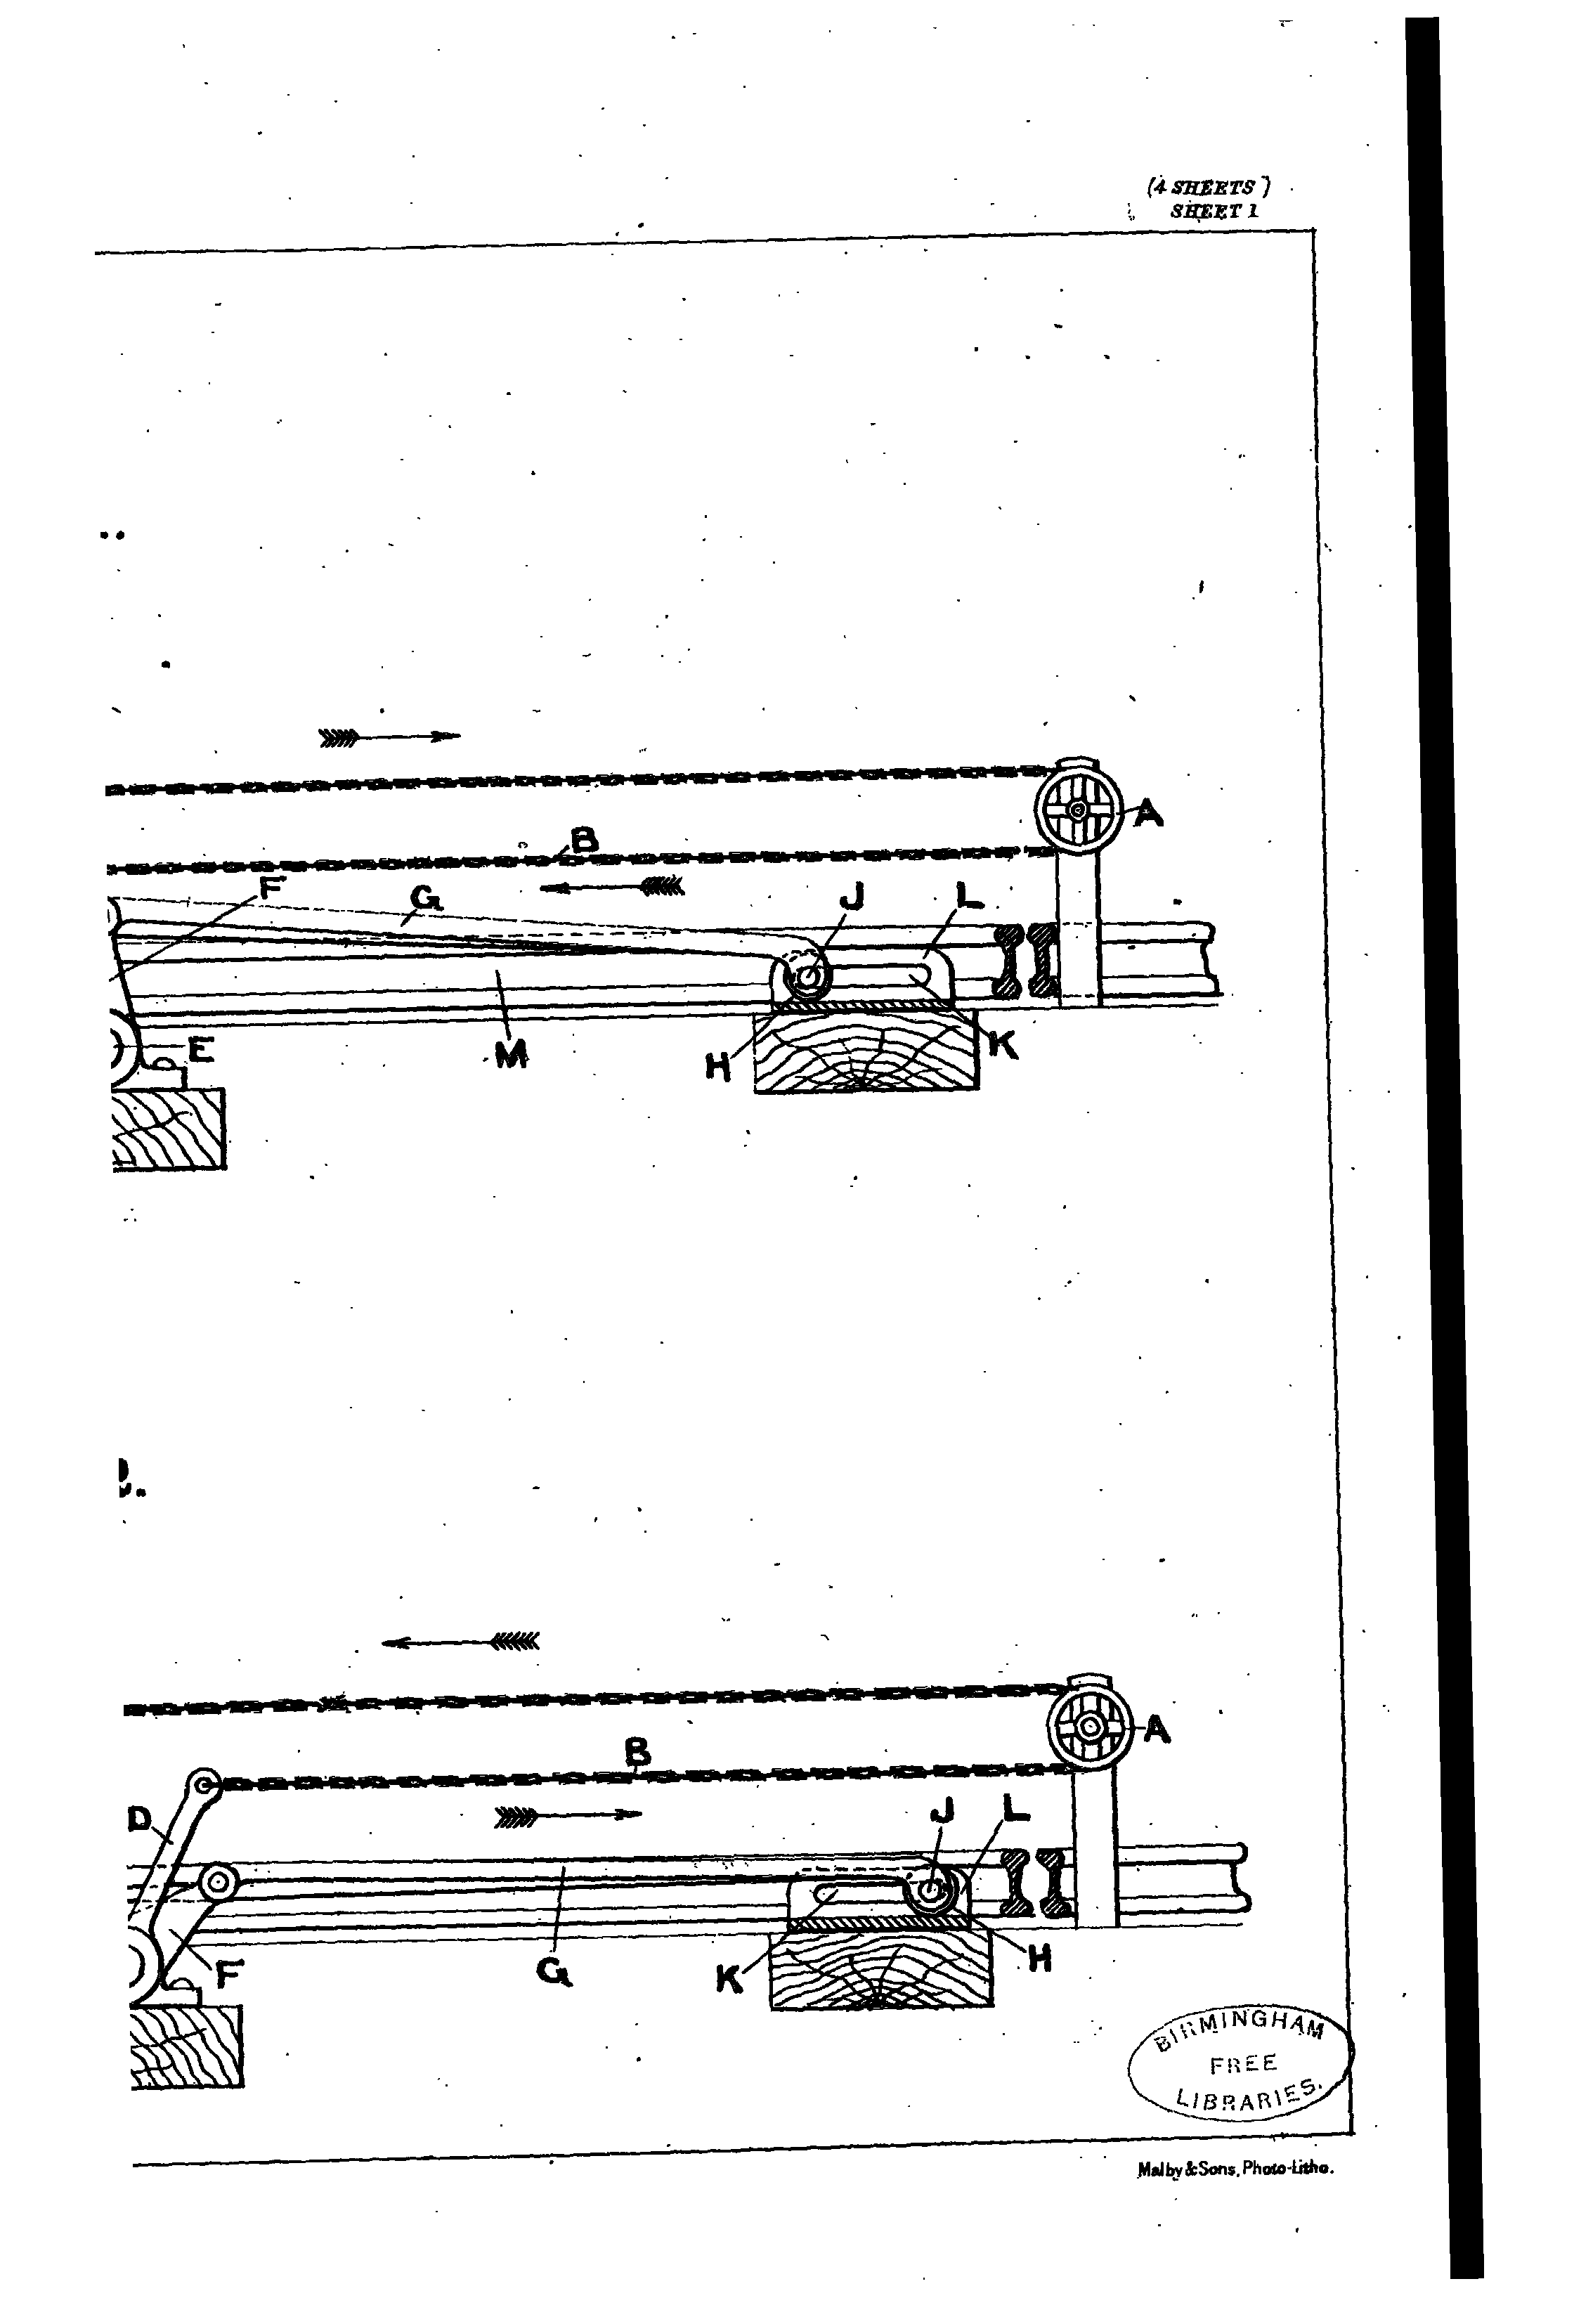 (4 SHEETS)
SHEET 1
A
B
F
G
J
L
E
M
H
K
A
B
D
J
L
F
G
K
H
BIRMINGHAM
FREE
LIBRARIES.
Malby & Sons, Photo-Litho.